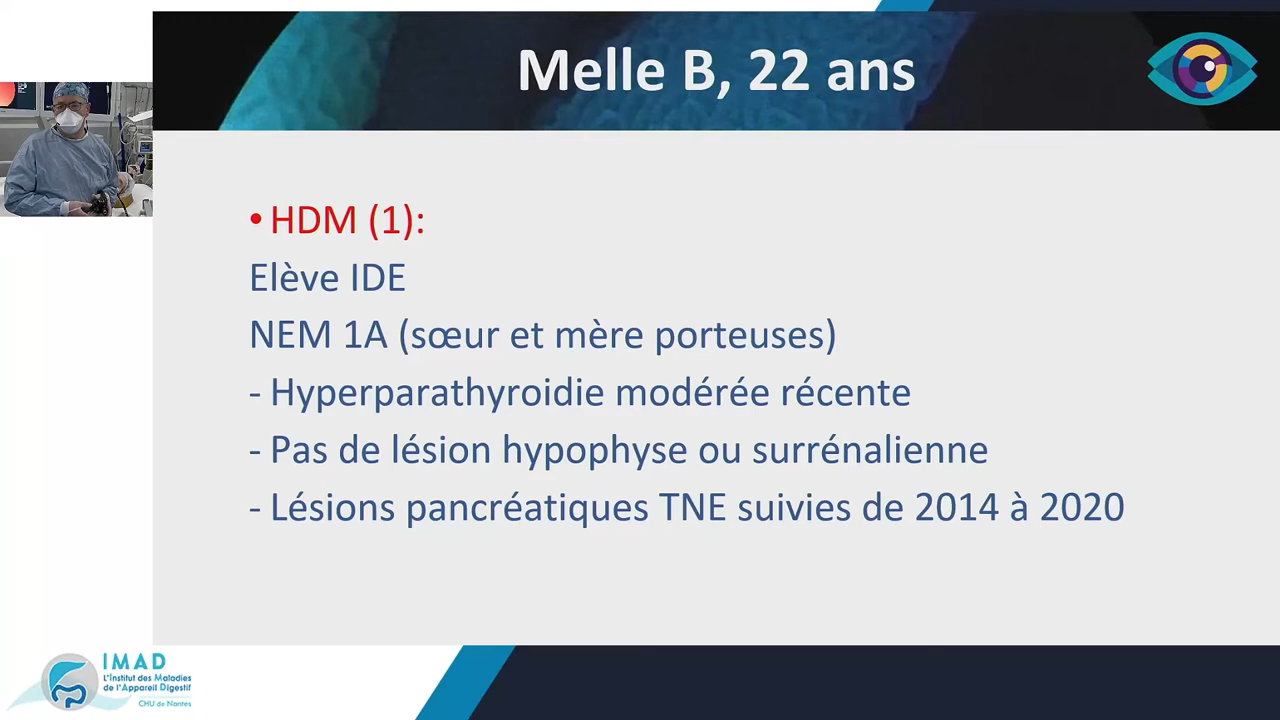 Melle B, 22 ans
•HDM (1):
Elève IDE
NEM 1A (sœur et mère porteuses)
- Hyperparathyroidie modérée récente
- Pas de lésion hypophyse ou surrénalienne
- Lésions pancréatiques TNE suivies de 2014 à 2020
IMAD
L'Institut des Maladies
de l'Appareil Digestif
CHU de Nantes